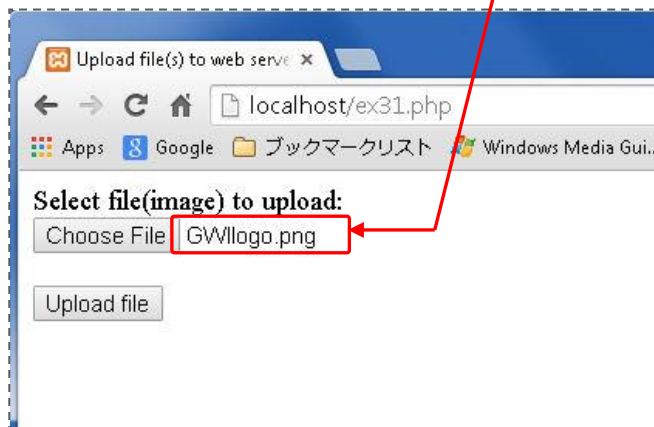 Upload file(s) to web serve
localhost/ex31.php
Apps Google ブックマークリスト Windows Media Gui..
Select file(image) to upload:
Choose File GWIlogo.png
Upload file